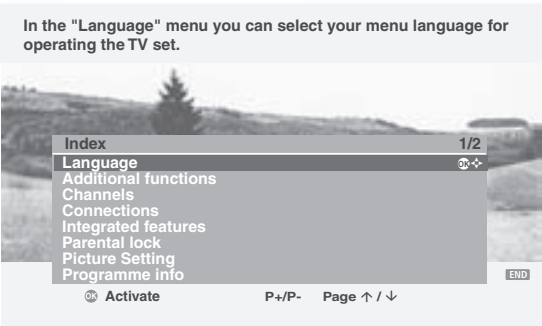 In the "Language" menu you can select your menu language for
operating the TV set.
Index 1/2
Language OK
Additional functions
Channels
Connections
Integrated features
Parental lock
Picture Setting
Programme info
END
OK Activate P+/P- Page ↑ / ↓